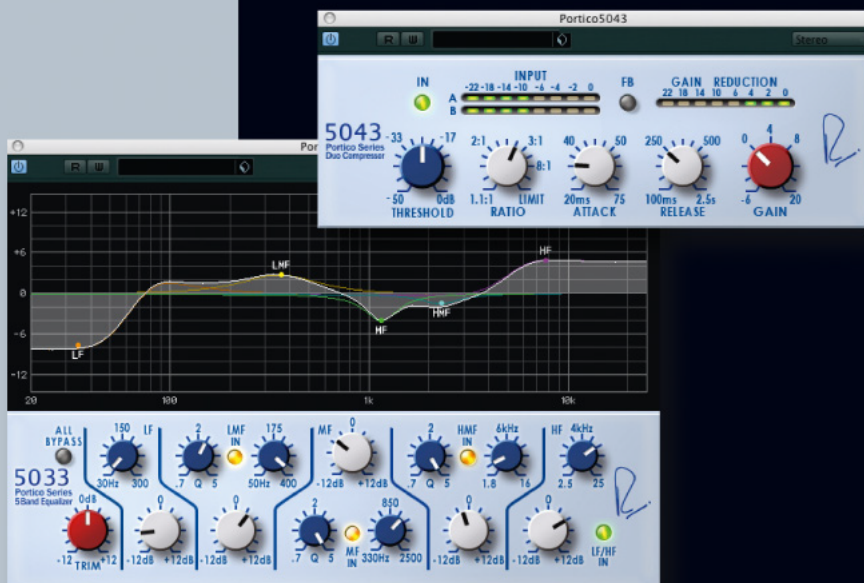 Portico5043
R W
Stereo
IN
INPUT
-22 -18 -14 -10 -6 -4 -2 0
A
B
FB
GAIN REDUCTION
22 18 14 10 6 4 2 0
5043
Portico Series
Duo Compressor
-33 -17
-50 0dB
THRESHOLD
2:1 3:1
8:1
1.1:1 LIMIT
RATIO
40 50
20ms 75
ATTACK
250 500
100ms 2.5s
RELEASE
0 4 8
-6 20
GAIN
R W
+12
+6
0
-6
-12
LF
LMF
MF
HMF
HF
20 100 1k 10k
ALL
BYPASS
5033
Portico Series
5Band Equalizer
0dB
-12 +12
TRIM
150 LF
30Hz 300
0
-12dB +12dB
2
.7 Q 5
LMF
IN
175
50Hz 400
0
-12dB +12dB
MF 0
-12dB +12dB
2
.7 Q 5
MF
IN
850
330Hz 2500
2
.7 Q 5
HMF
IN
6kHz
1.8 16
0
-12dB +12dB
HF 4kHz
2.5 25
0
-12dB +12dB
LF/HF
IN